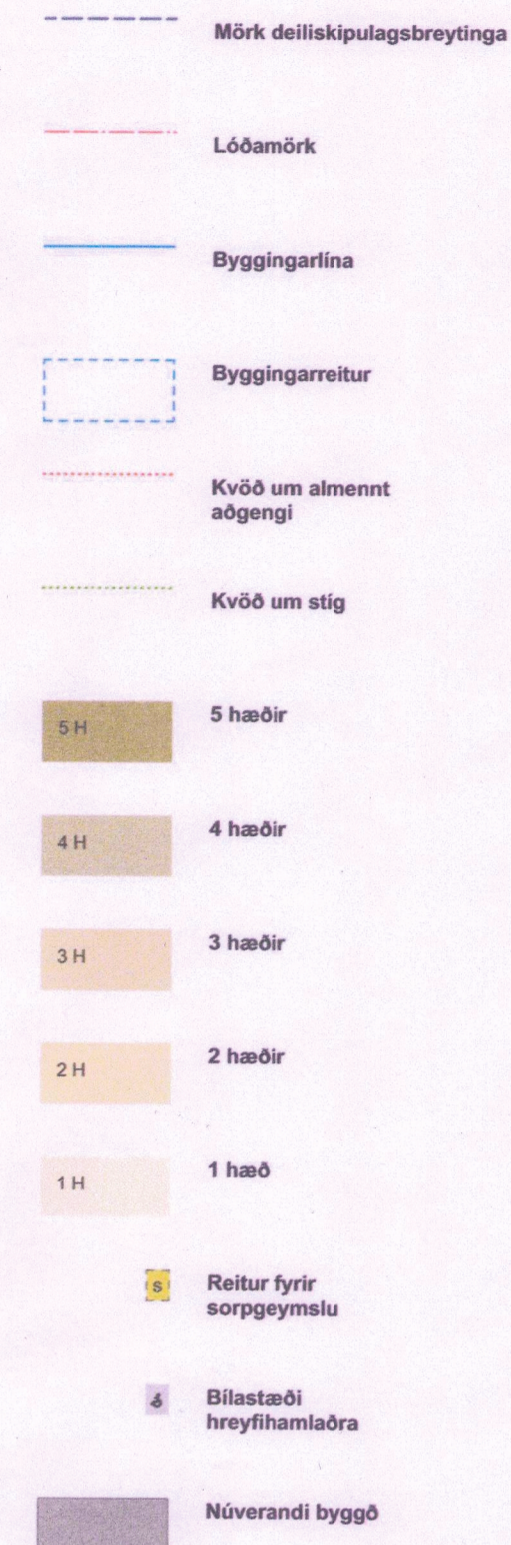 Mörk deiliskipulagsbreytinga
Lóðamörk
Byggingarlína
Byggingarreitur
Kvöð um almennt
aðgengi
Kvöð um stíg
5 H
5 hæðir
4 H
4 hæðir
3 H
3 hæðir
2 H
2 hæðir
1 H
1 hæð
S
Reitur fyrir
sorpgeymslu
Bílastæði
hreyfihamlaðra
Núverandi byggð